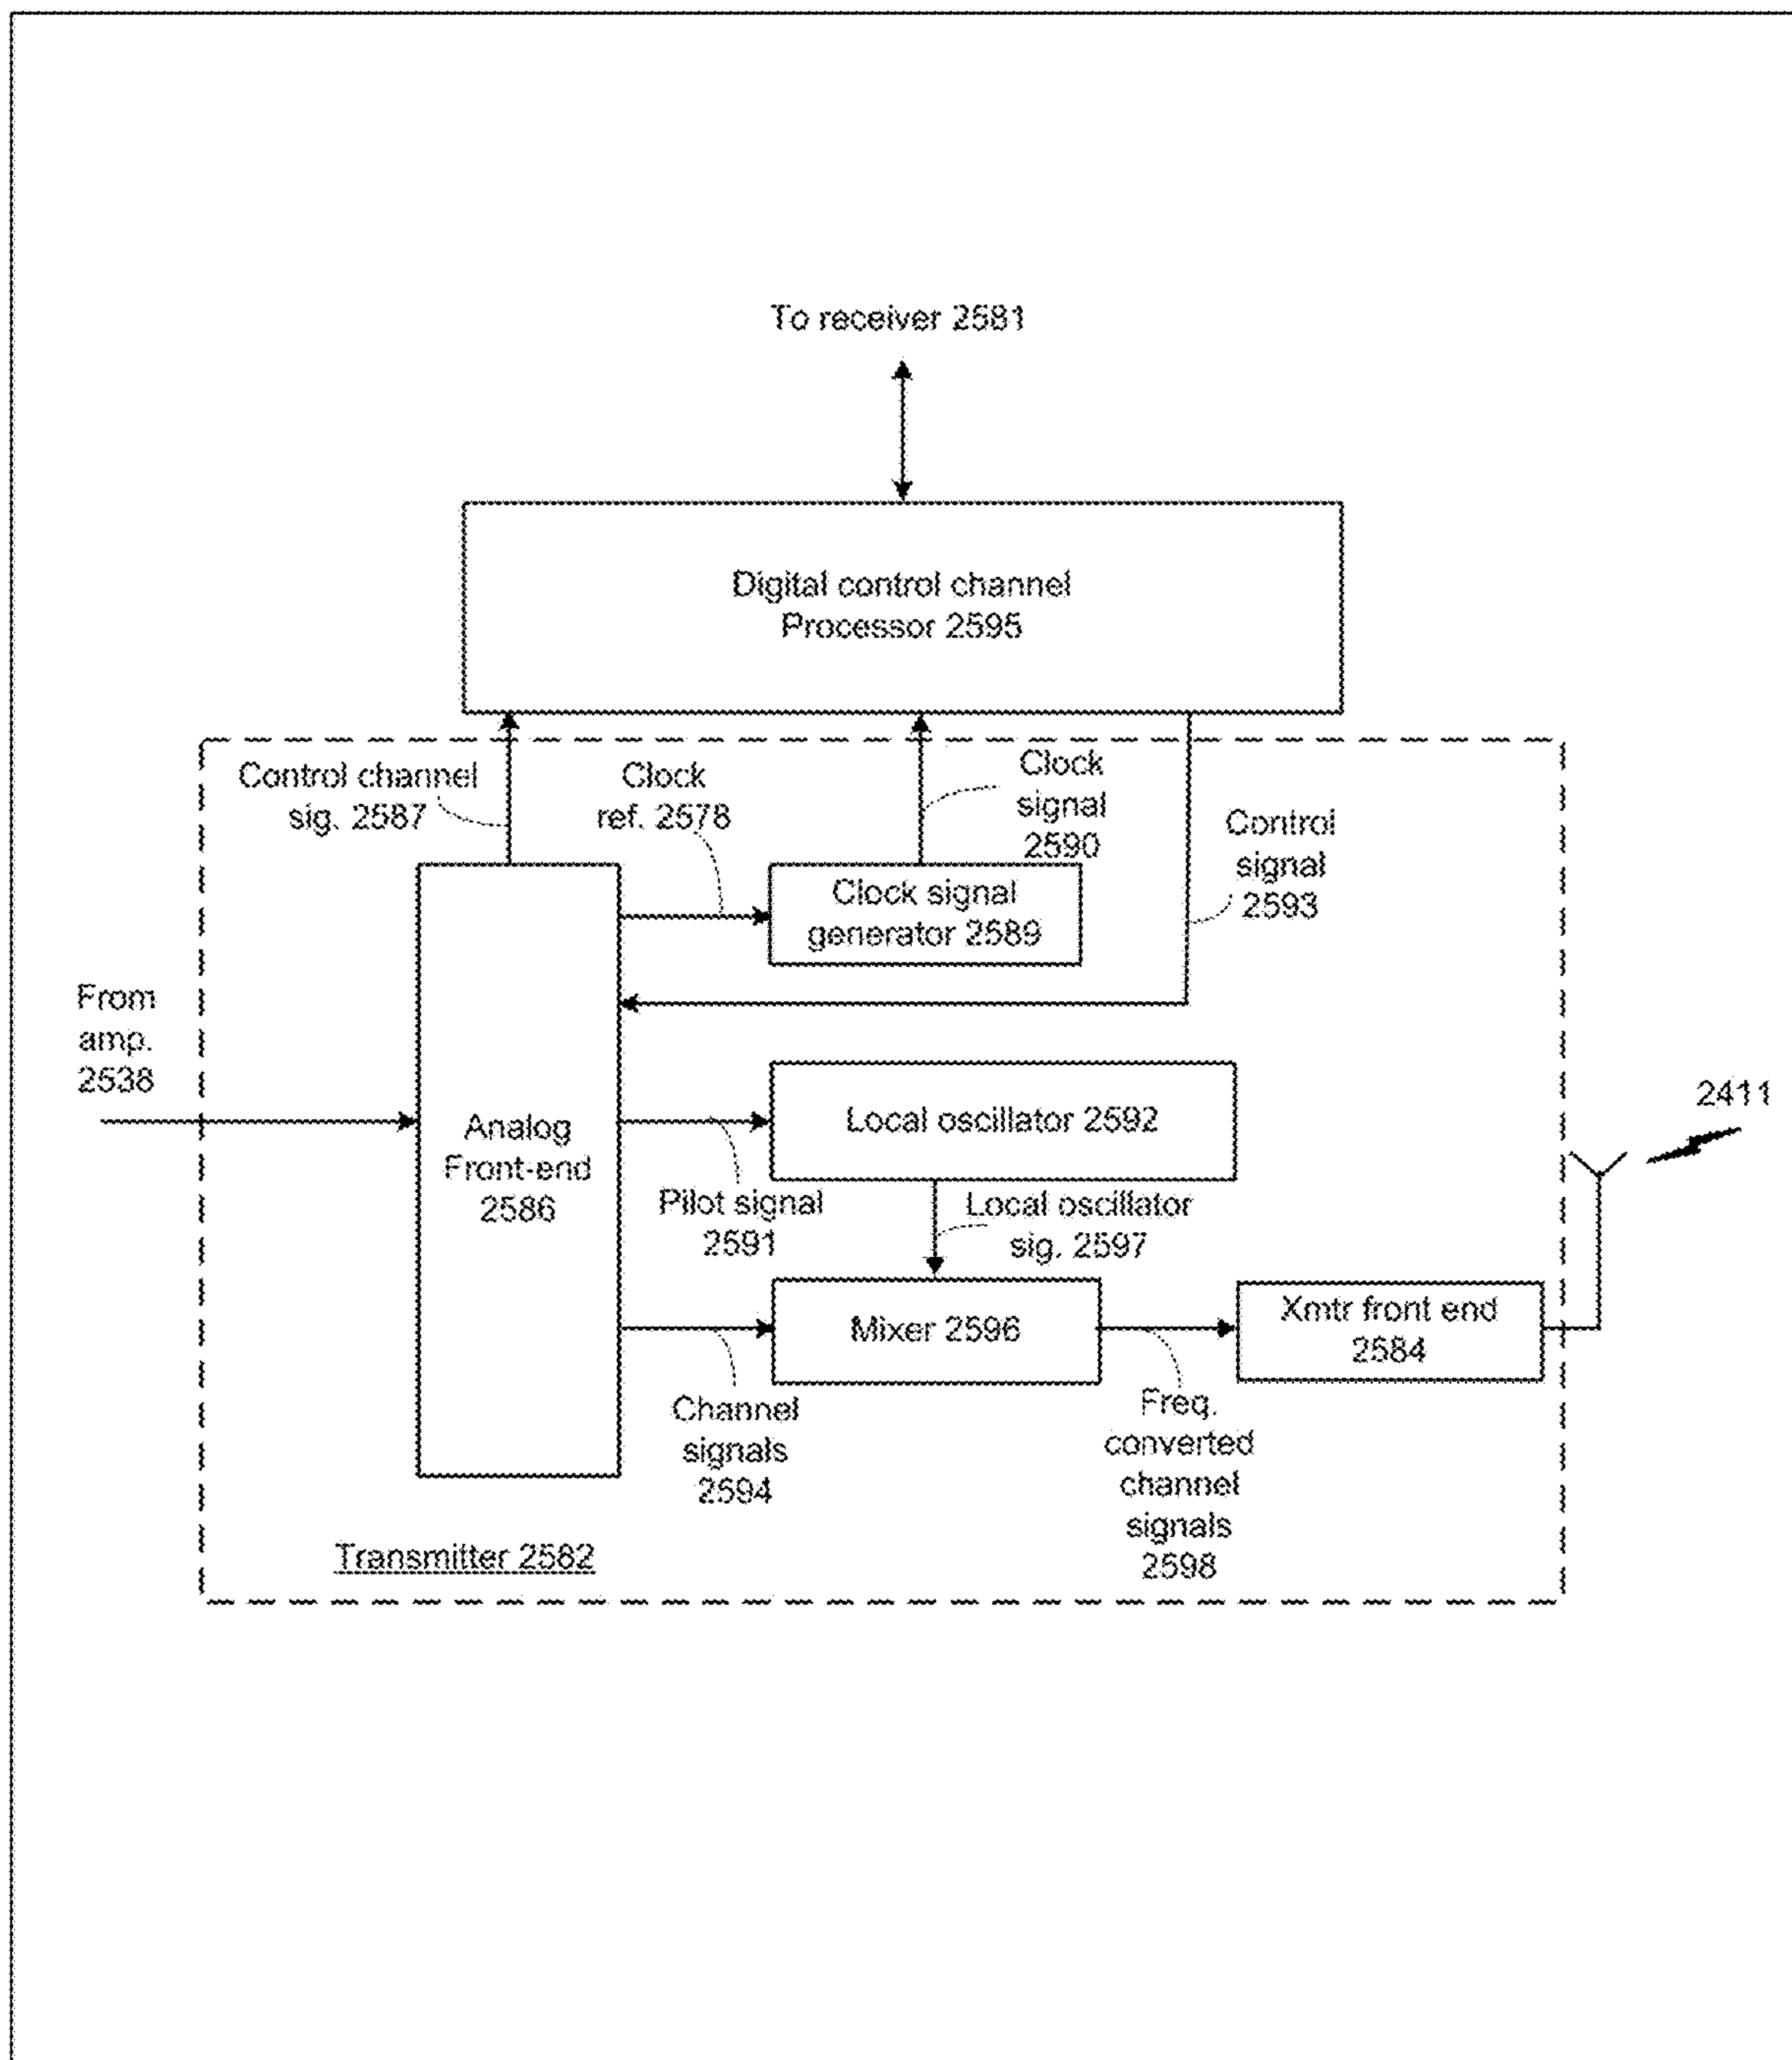 To receiver 2581
Digital control channel
Processor 2595
Control channel
sig. 2587
Clock
ref. 2578
Clock
signal
2590
Control
signal
2593
Clock signal
generator 2589
From
amp.
2538
Analog
Front-end
2586
Local oscillator 2592
2411
Pilot signal
2591
Local oscillator
sig. 2597
Mixer 2596
Xmtr front end
2584
Channel
signals
2594
Freq.
converted
channel
signals
2598
Transmitter 2582